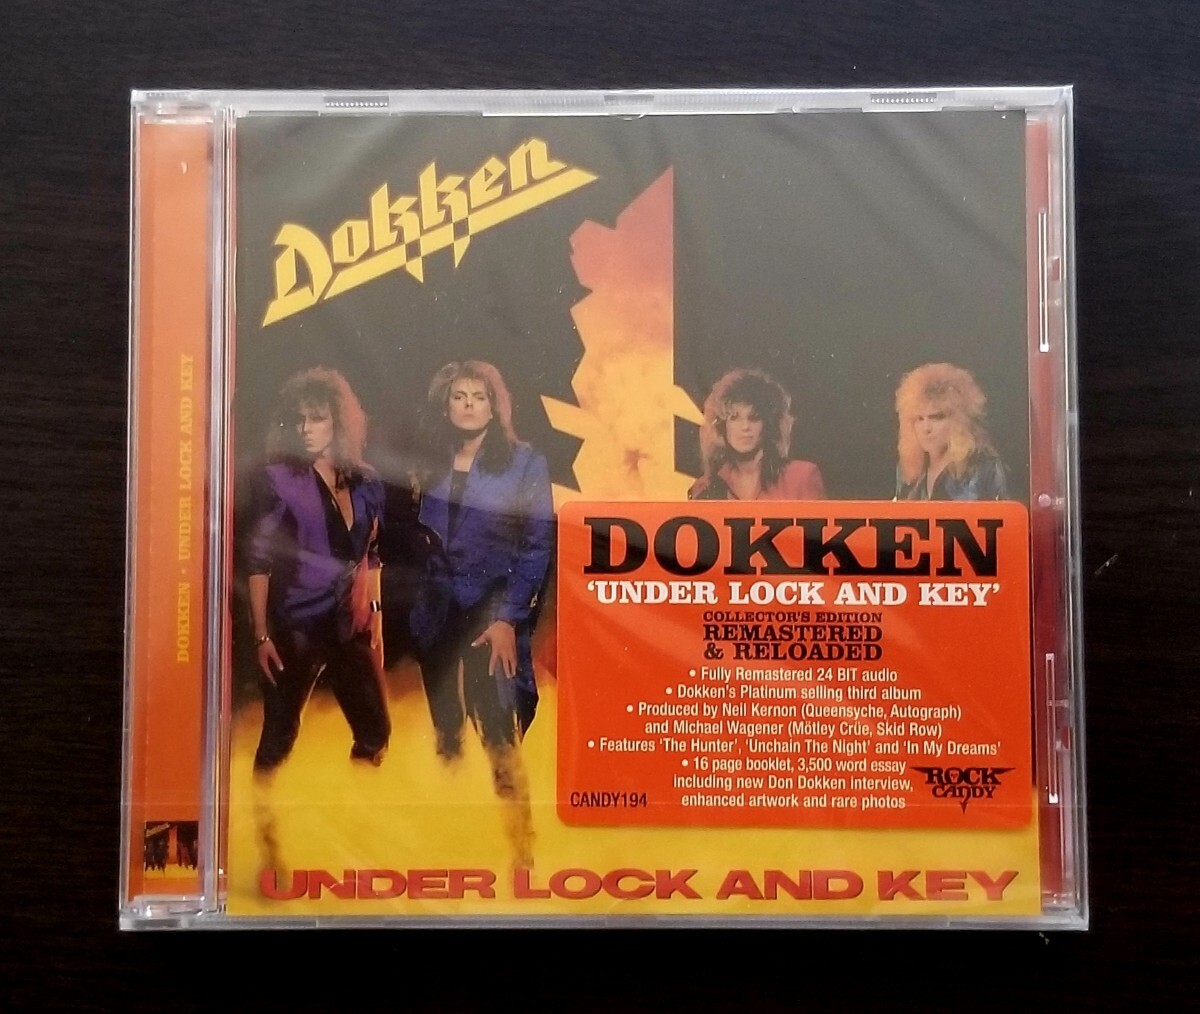 Dokken
DOKKEN • UNDER LOCK AND KEY
DOKKEN
‘UNDER LOCK AND KEY’
COLLECTOR'S EDITION
REMASTERED
& RELOADED
• Fully Remastered 24 BIT audio
• Dokken's Platinum selling third album
• Produced by Neil Kernon (Queensyche, Autograph)
and Michael Wagener (Mötley Crüe, Skid Row)
• Features ‘The Hunter’, ‘Unchain The Night’ and ‘In My Dreams’
• 16 page booklet, 3,500 word essay
including new Don Dokken interview,
enhanced artwork and rare photos
CANDY194
ROCK
CANDY
UNDER LOCK AND KEY